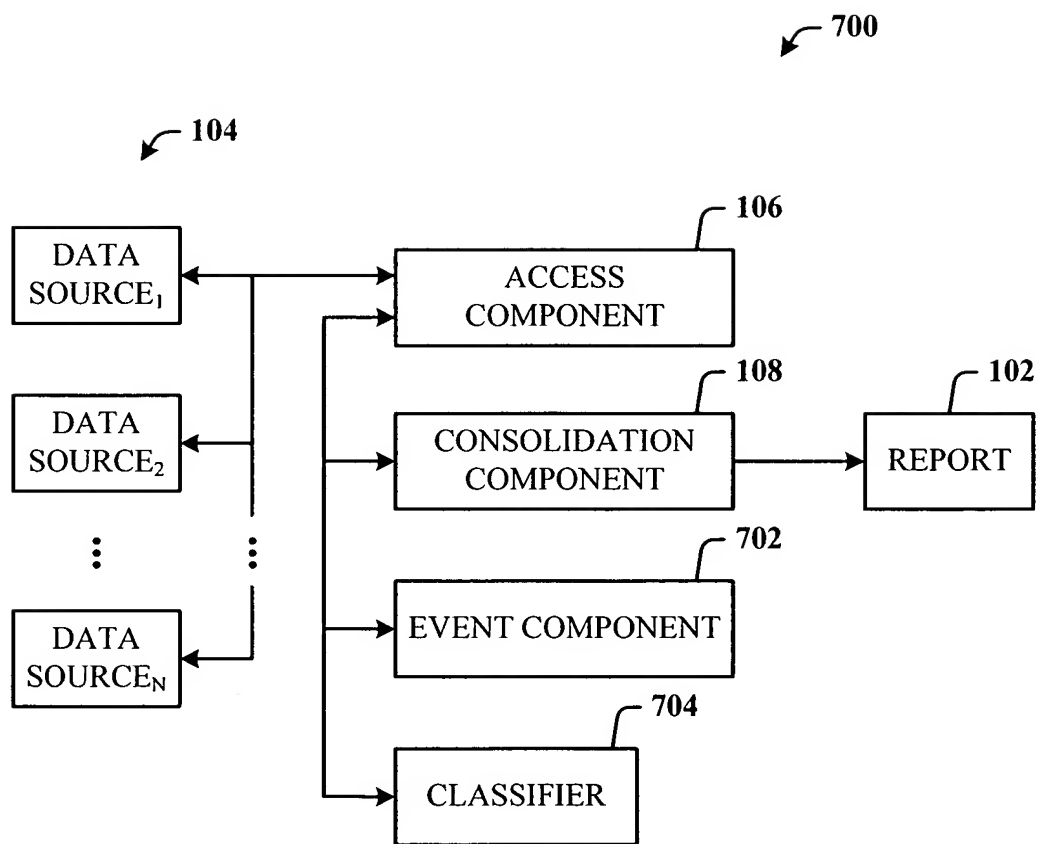 700
104
106
DATA
SOURCE₁
ACCESS
COMPONENT
108
102
DATA
SOURCE₂
CONSOLIDATION
COMPONENT
REPORT
702
EVENT COMPONENT
DATA
SOURCE_N
704
CLASSIFIER